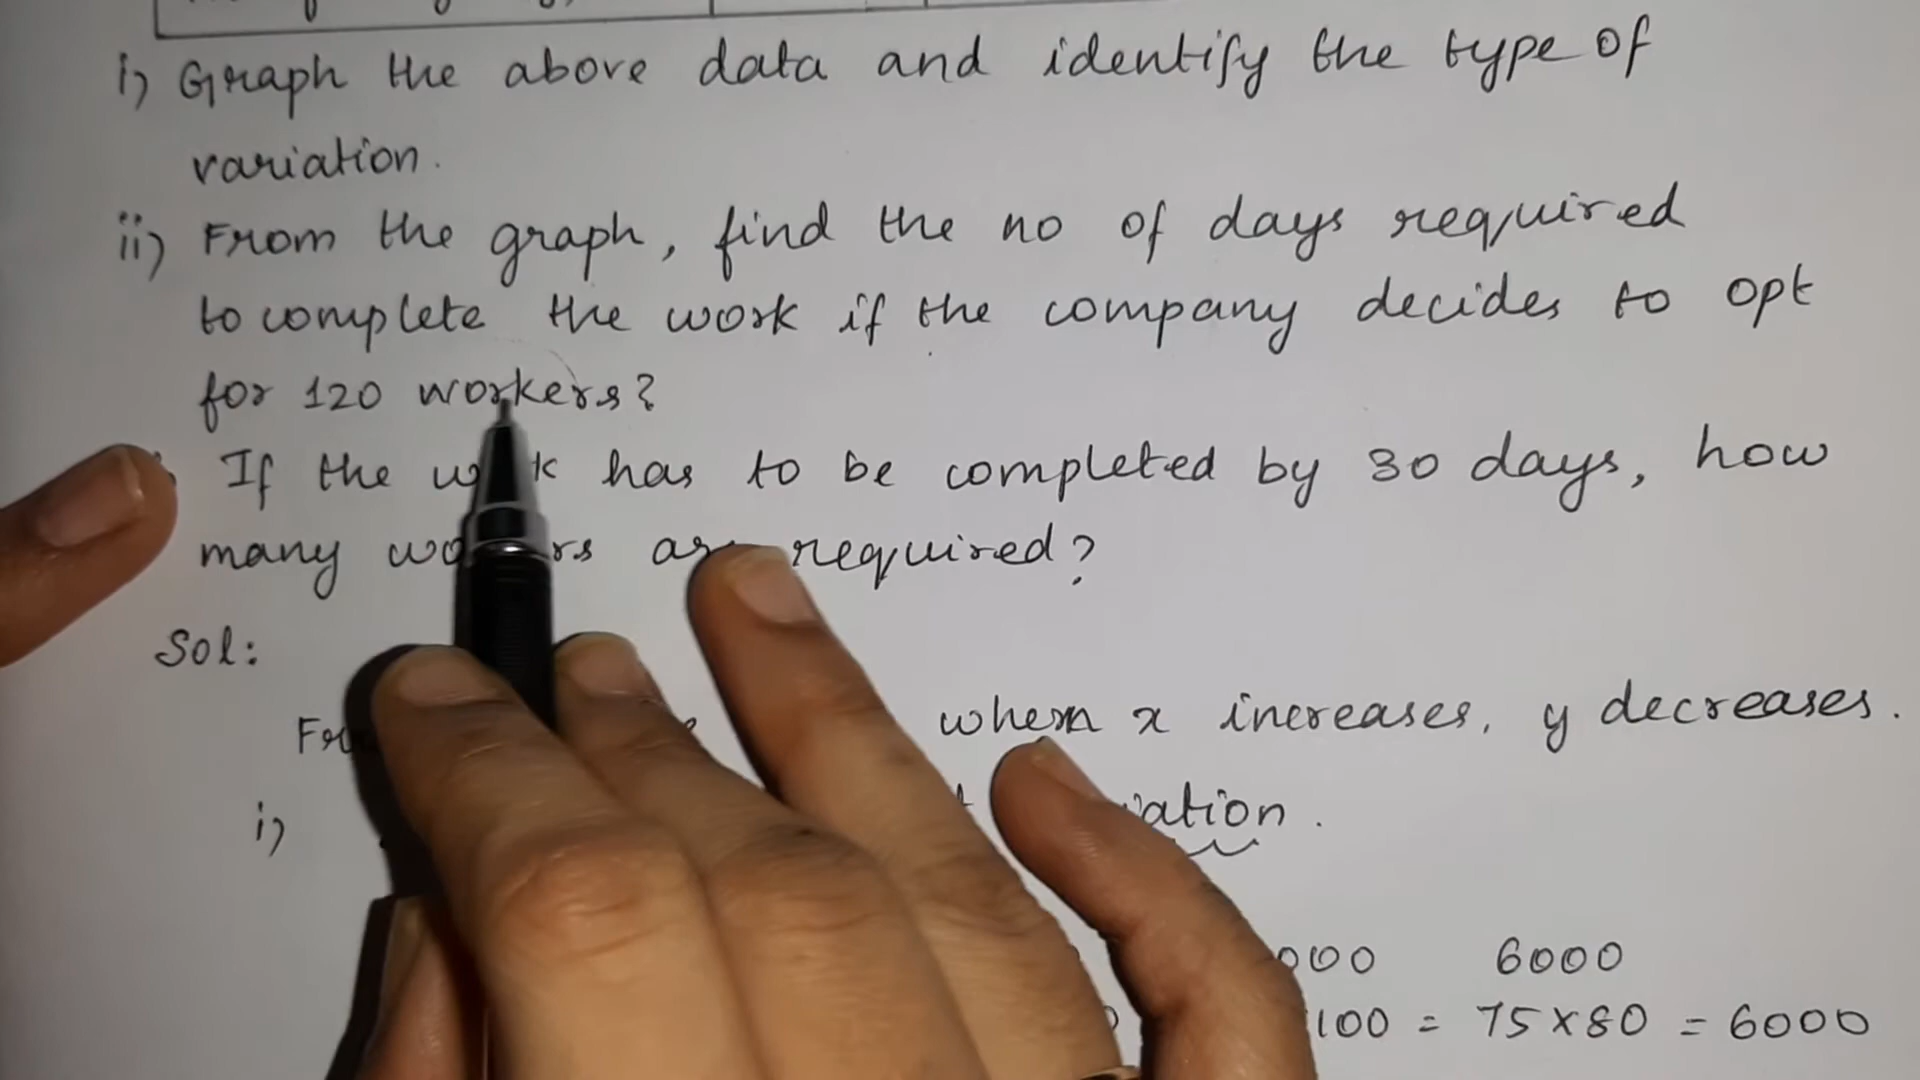 i) Graph the above data and identify the type of
variation.
ii) From the graph, find the no of days required
to complete the work if the company decides to opt
for 120 workers?
If the has to be completed by 30 days, how
many required?
Sol:
when x increases, y decreases.
i)
000 6000
100 = 75×80 = 6000